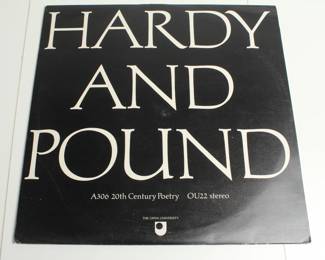 HARDY
AND
POUND
A306 20th Century Poetry OU22 stereo
THE OPEN UNIVERSITY